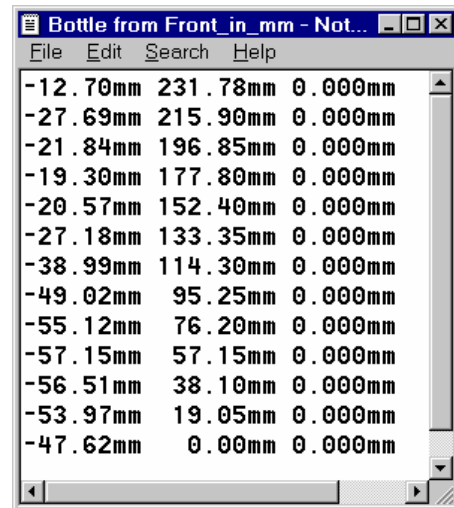 Bottle from Front_in_mm - Not...
File Edit Search Help
-12.70mm 231.78mm 0.000mm
-27.69mm 215.90mm 0.000mm
-21.84mm 196.85mm 0.000mm
-19.30mm 177.80mm 0.000mm
-20.57mm 152.40mm 0.000mm
-27.18mm 133.35mm 0.000mm
-38.99mm 114.30mm 0.000mm
-49.02mm 95.25mm 0.000mm
-55.12mm 76.20mm 0.000mm
-57.15mm 57.15mm 0.000mm
-56.51mm 38.10mm 0.000mm
-53.97mm 19.05mm 0.000mm
-47.62mm 0.00mm 0.000mm